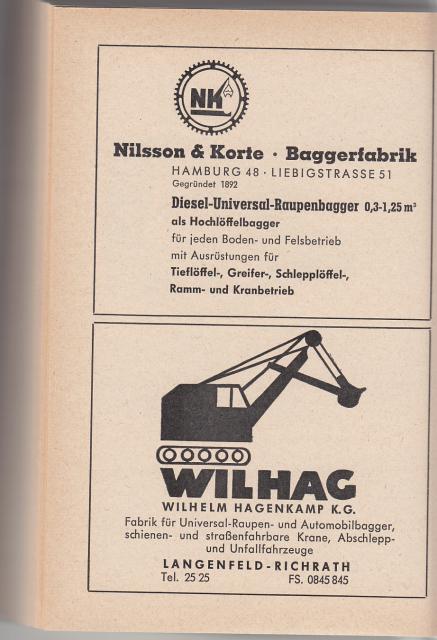 NK
Nilsson & Korte · Baggerfabrik
HAMBURG 48 · LIEBIGSTRASSE 51
Gegründet 1892
Diesel-Universal-Raupenbagger 0,3-1,25 m³
als Hochlöffelbagger
für jeden Boden- und Felsbetrieb
mit Ausrüstungen für
Tieflöffel-, Greifer-, Schlepplöffel-,
Ramm- und Kranbetrieb
WILHAG
WILHELM HAGENKAMP K.G.
Fabrik für Universal-Raupen- und Automobilbagger,
schienen- und straßenfahrbare Krane, Abschlepp-
und Unfallfahrzeuge
LANGENFELD-RICHRATH
Tel. 25 25 FS. 0845 845